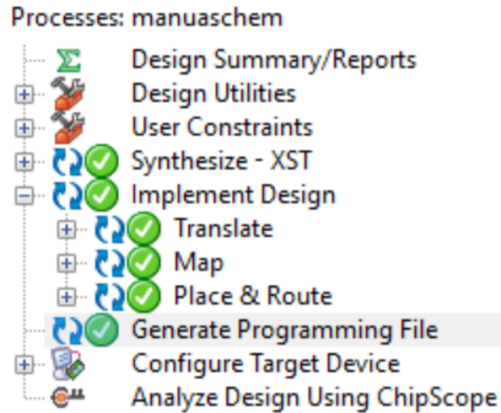 Processes: manuaschem
Design Summary/Reports
Design Utilities
User Constraints
Synthesize - XST
Implement Design
Translate
Map
Place & Route
Generate Programming File
Configure Target Device
Analyze Design Using ChipScope